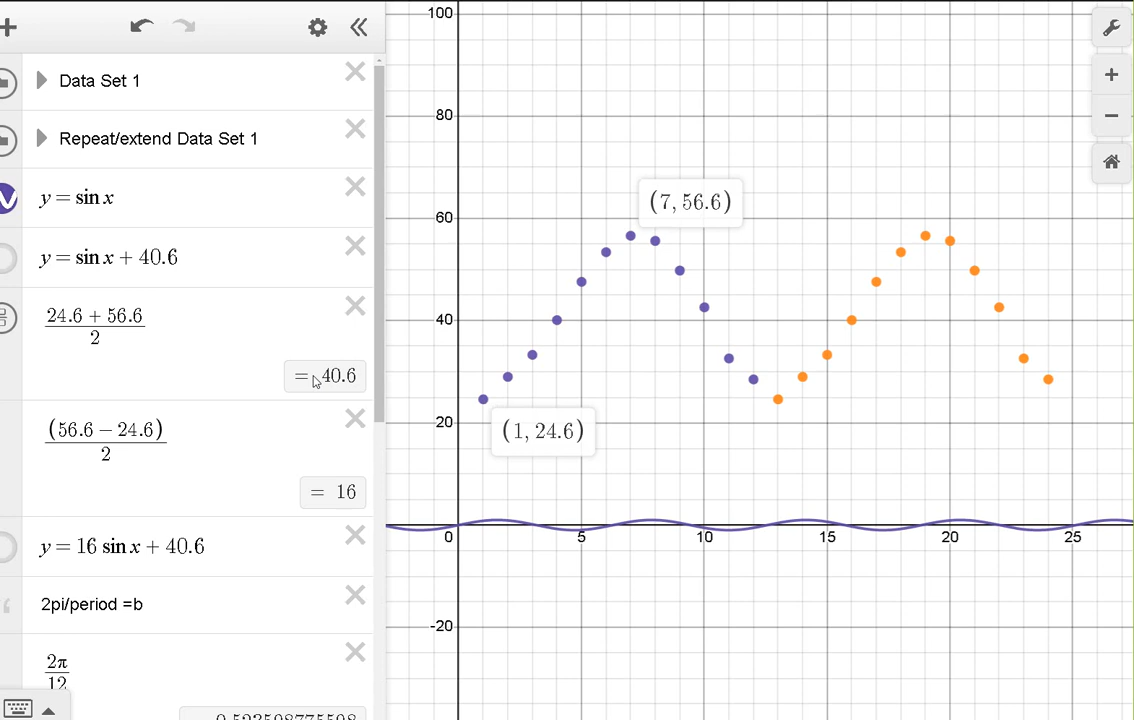 Data Set 1
Repeat/extend Data Set 1
y = sin x
y = sin x + 40.6
24.6 + 56.6
2
= 40.6
(56.6 − 24.6)
2
= 16
y = 16 sin x + 40.6
2pi/period =b
2π
12
0.523598775598
100
80
60
40
20
-20
0
5
10
15
20
25
(7, 56.6)
(1, 24.6)